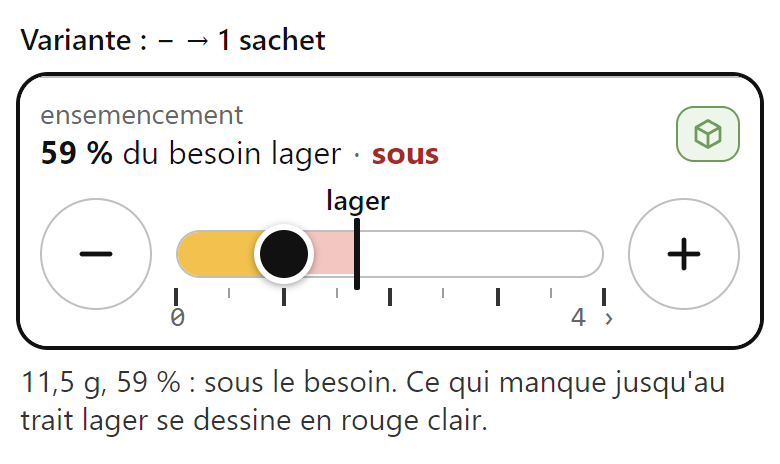 Variante : − → 1 sachet
ensemencement
59 % du besoin lager · sous
lager
0
4 ›
11,5 g, 59 % : sous le besoin. Ce qui manque jusqu'au
trait lager se dessine en rouge clair.